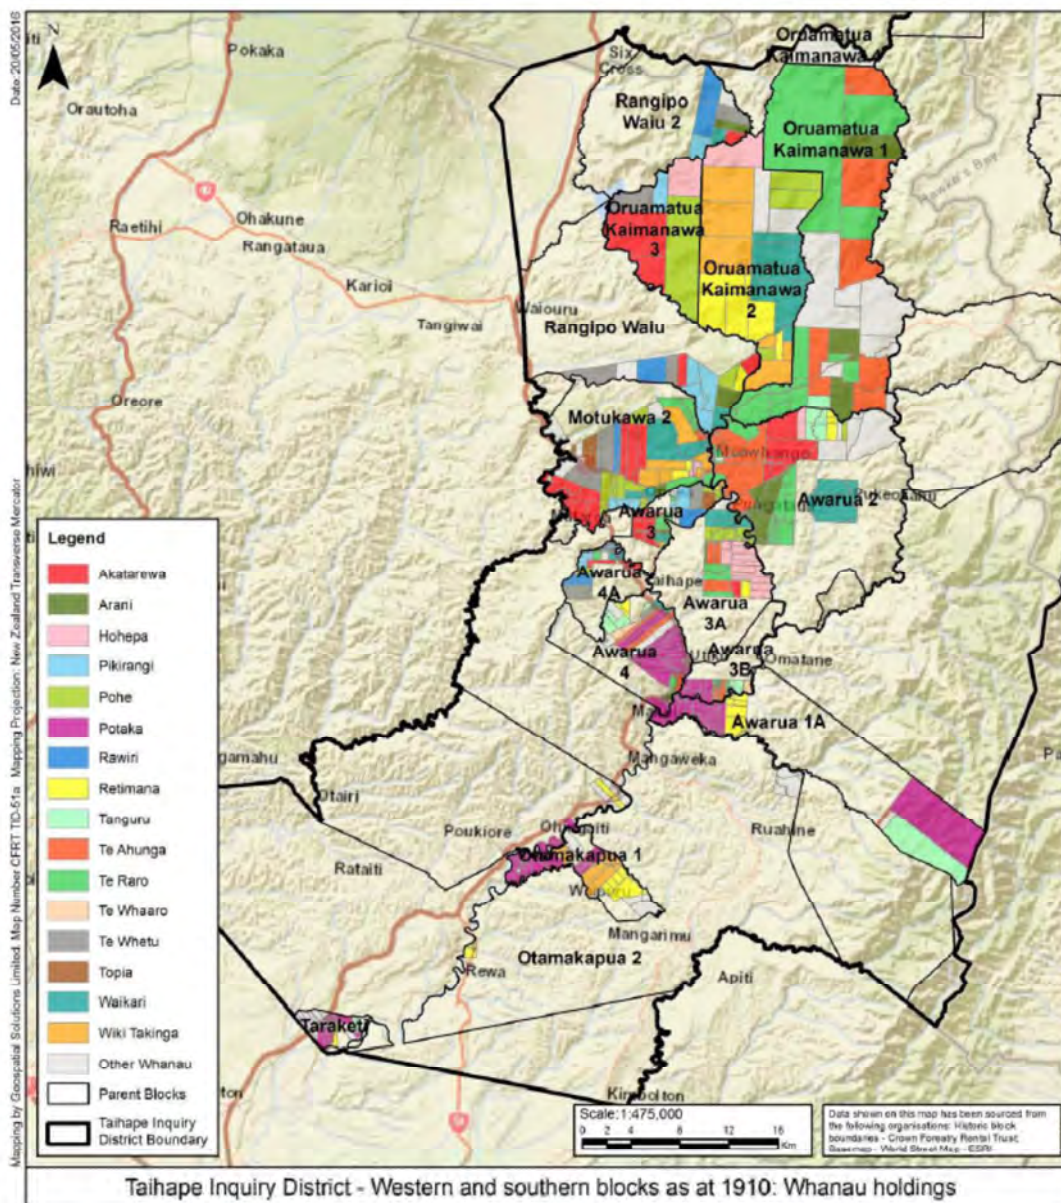 Date:20/05/2016
Mapping by Geospatial Solutions Limited. Map Number CFRT TID-51a Mapping Projection: New Zealand Transverse Mercator
Pokaka
Six
Cross
Oruamatua
Kaimanawa 4
Orautoha
Rangipo
Waiu 2
Oruamatua
Kaimanawa 1
Raetihi
Ohakune
Rangataua
Oruamatua
Kaimanawa
3
Karioi
Oruamatua
Kaimanawa
2
Waiouru
Tangiwai
Rangipo Waiu
Oreore
Motukawa 2
Moawhango
Awarua 2
Pukeokahu
Awarua
3
Awarua
4A
Taihape
Awarua
3A
Awarua
4
Utiku
Awarua
3B
Omatane
Awarua 1A
Mangaweka
Otairi
Poukiore
Ohingaiti
Ruahine
Rataiti
Otamakapua 1
Mangarimu
Otamakapua 2
Rewa
Apiti
Taraketi
Kimbolton
Legend
Akatarewa
Arani
Hohepa
Pikirangi
Pohe
Potaka
Rawiri
Retimana
Tanguru
Te Ahunga
Te Raro
Te Whaaro
Te Whetu
Topia
Waikari
Wiki Takinga
Other Whanau
Parent Blocks
Taihape Inquiry
District Boundary
Scale:1:475,000
0 2 4 8 12 16
Km
Data shown on this map has been sourced from
the following organisations: Historic block
boundaries - Crown Forestry Rental Trust;
Basemap - World Street Map - ESRI
Taihape Inquiry District - Western and southern blocks as at 1910: Whanau holdings